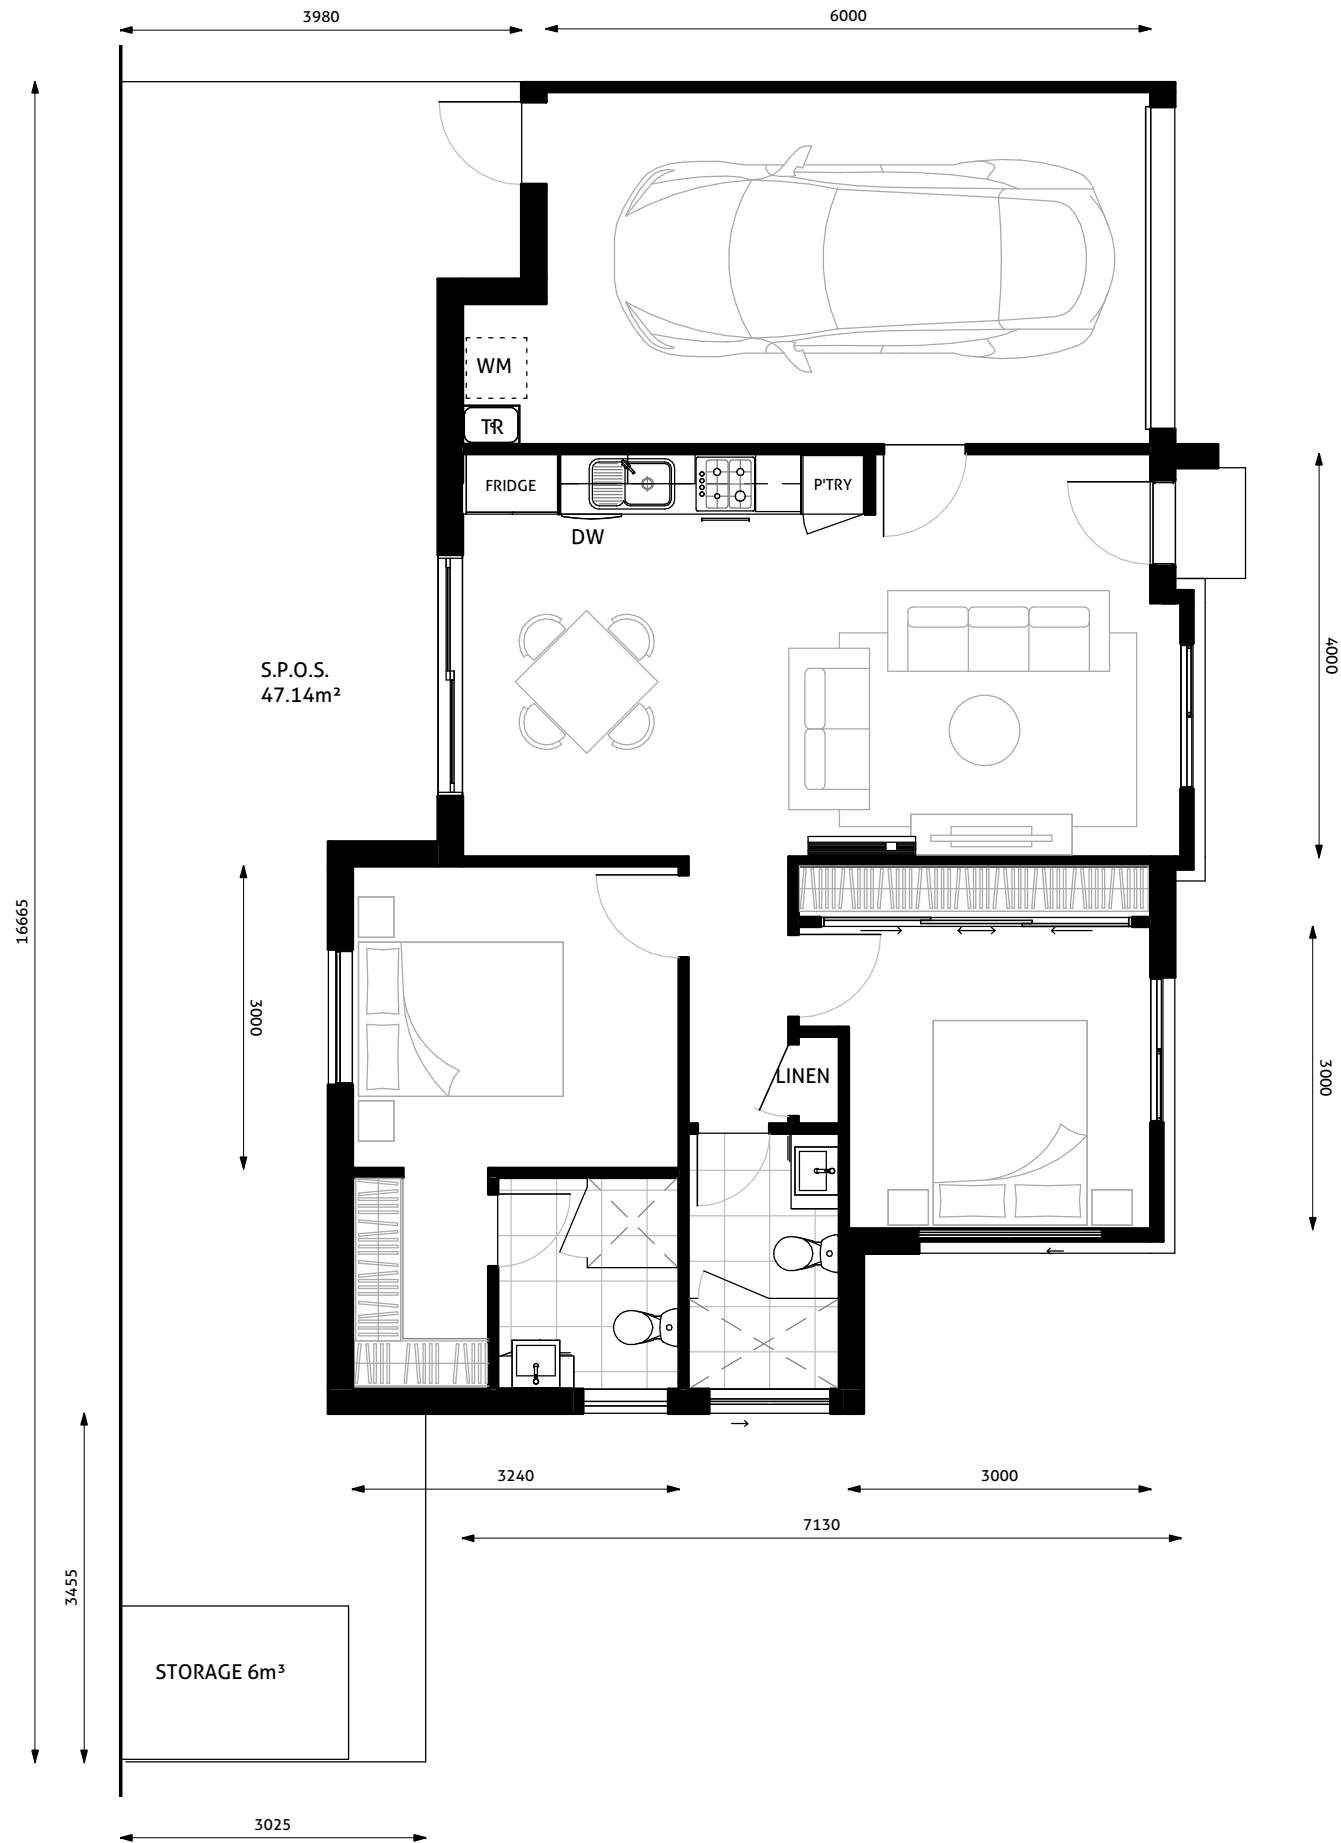 3980
6000
WM
TR
FRIDGE
P'TRY
DW
S.P.O.S.
47.14m²
4000
16665
3000
3000
LINEN
3240
3000
7130
3455
STORAGE 6m³
3025